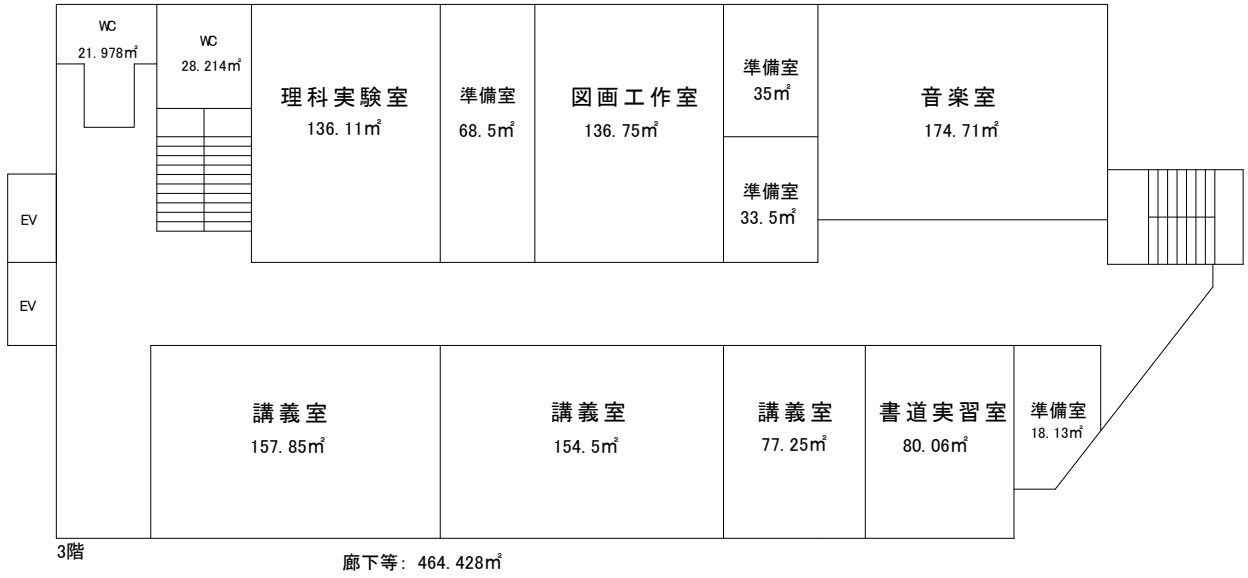 WC
21.978㎡
WC
28.214㎡
理科実験室
136.11㎡
準備室
68.5㎡
図画工作室
136.75㎡
準備室
35㎡
準備室
33.5㎡
音楽室
174.71㎡
EV
EV
講義室
157.85㎡
講義室
154.5㎡
講義室
77.25㎡
書道実習室
80.06㎡
準備室
18.13㎡
3階
廊下等: 464.428㎡